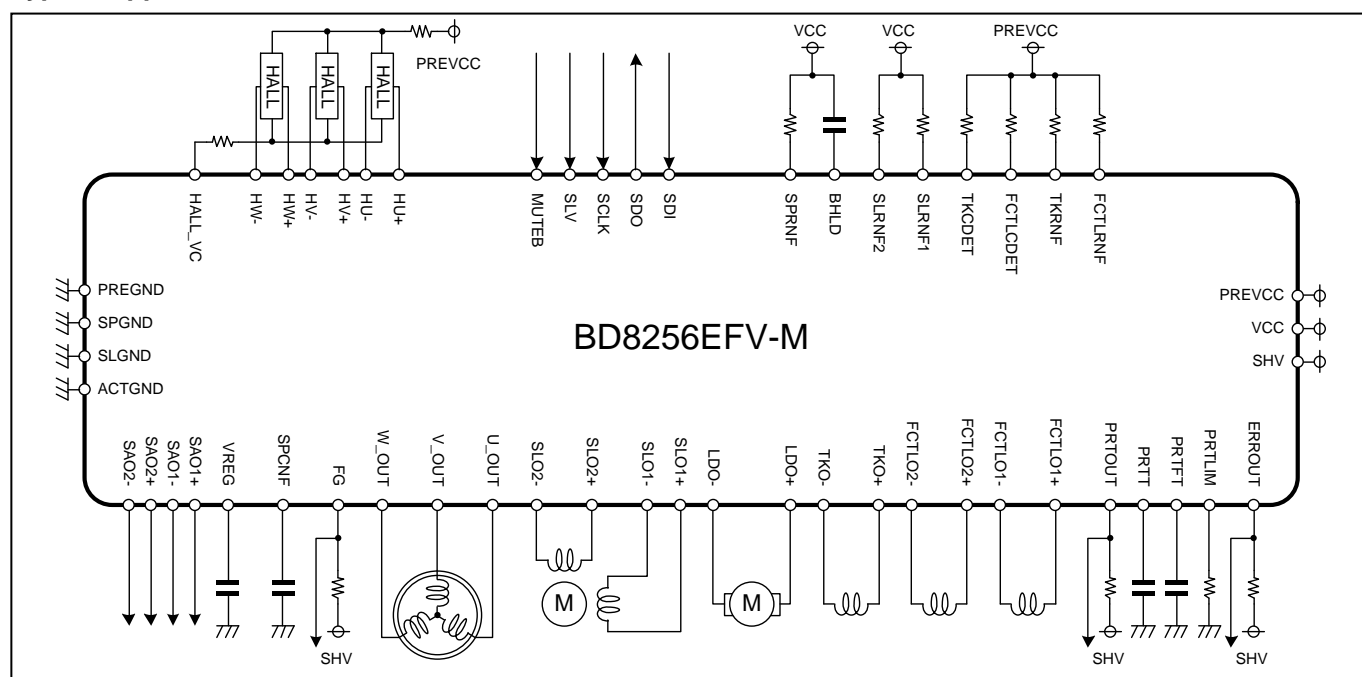 HALL
HALL
HALL
PREVCC
VCC
VCC
PREVCC
HALL_VC
HW-
HW+
HV-
HV+
HU-
HU+
MUTEB
SLV
SCLK
SDO
SDI
SPRNF
BHLD
SLRNF2
SLRNF1
TKCDET
FCTLCDET
TKRNF
FCTLRNF
PREGND
SPGND
SLGND
ACTGND
BD8256EFV-M
PREVCC
VCC
SHV
SAO2-
SAO2+
SAO1-
SAO1+
VREG
SPCNF
FG
W_OUT
V_OUT
U_OUT
SLO2-
SLO2+
SLO1-
SLO1+
LDO-
LDO+
TKO-
TKO+
FCTLO2-
FCTLO2+
FCTLO1-
FCTLO1+
PRTOUT
PRTT
PRTFT
PRTLIM
ERROUT
M
M
SHV
SHV
SHV